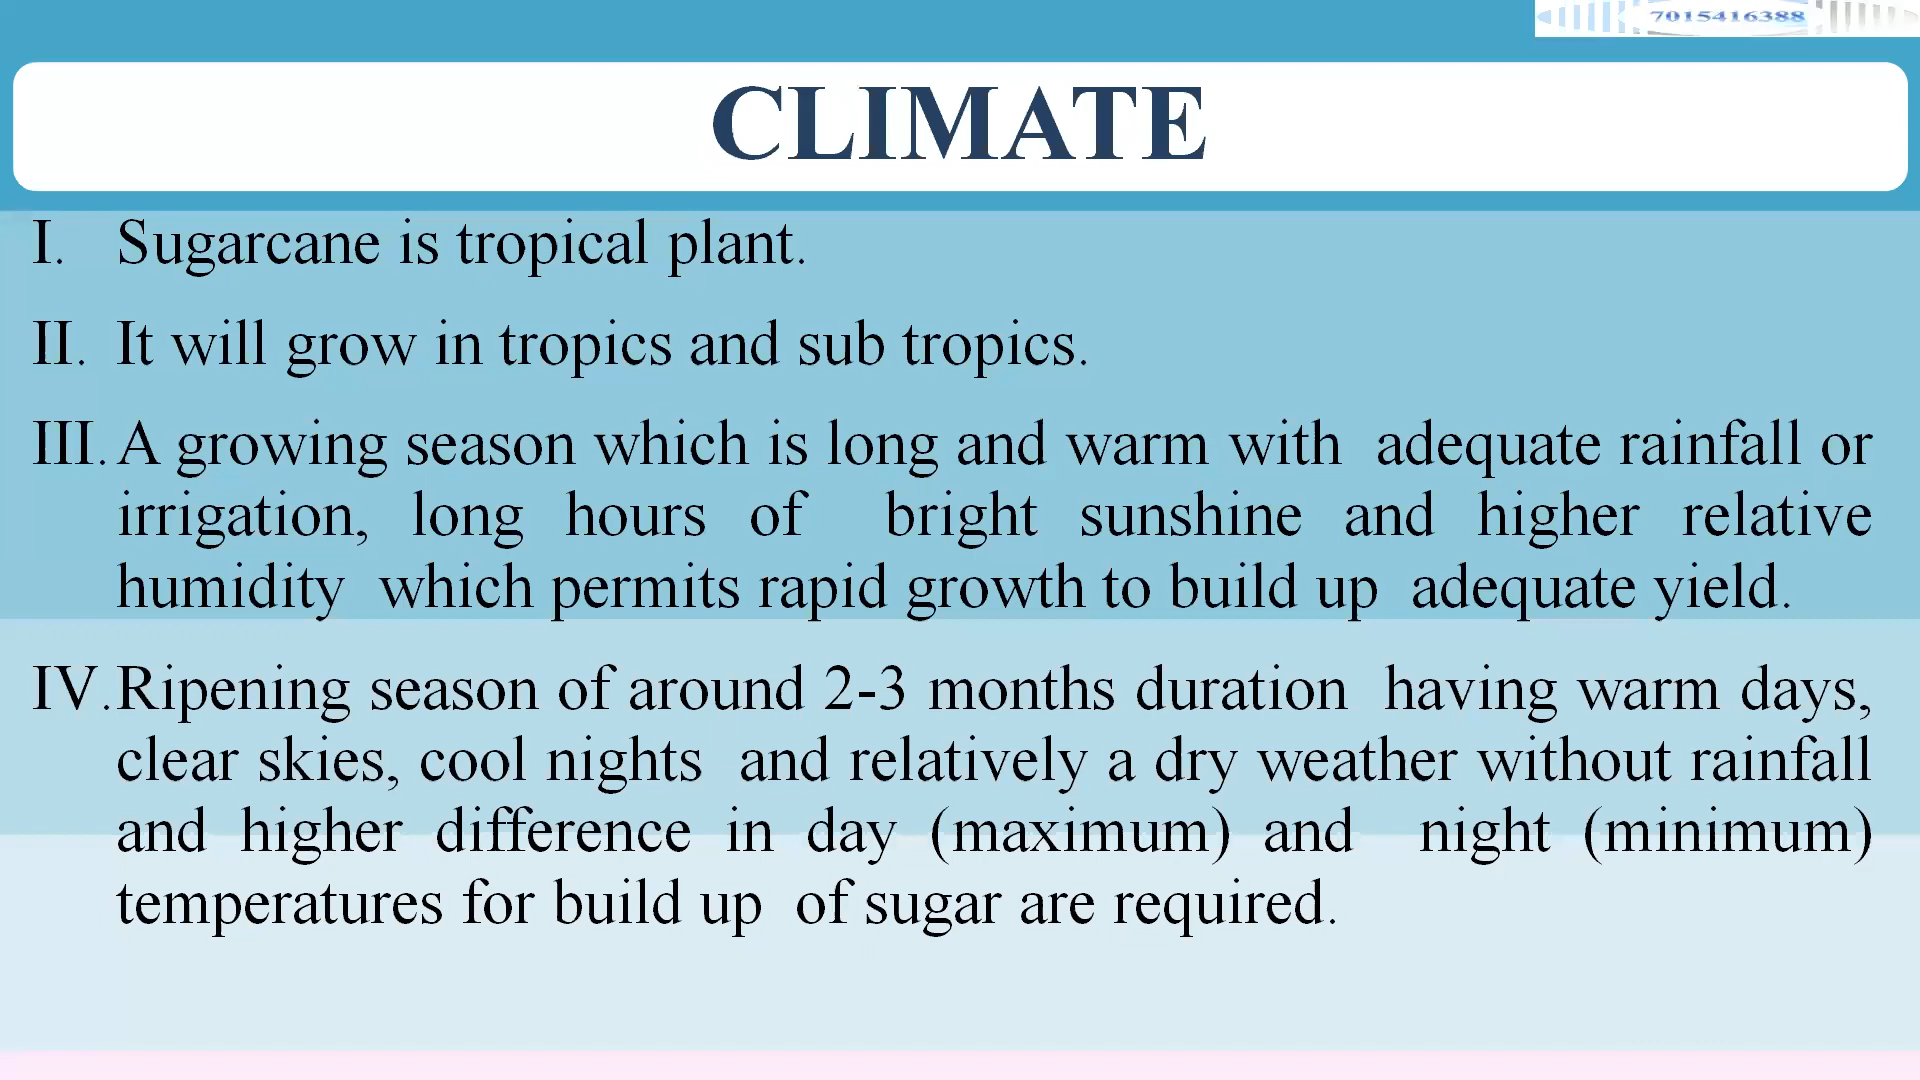 7015416388
CLIMATE
I. Sugarcane is tropical plant.
II. It will grow in tropics and sub tropics.
III. A growing season which is long and warm with adequate rainfall or
irrigation, long hours of bright sunshine and higher relative
humidity which permits rapid growth to build up adequate yield.
IV. Ripening season of around 2-3 months duration having warm days,
clear skies, cool nights and relatively a dry weather without rainfall
and higher difference in day (maximum) and night (minimum)
temperatures for build up of sugar are required.